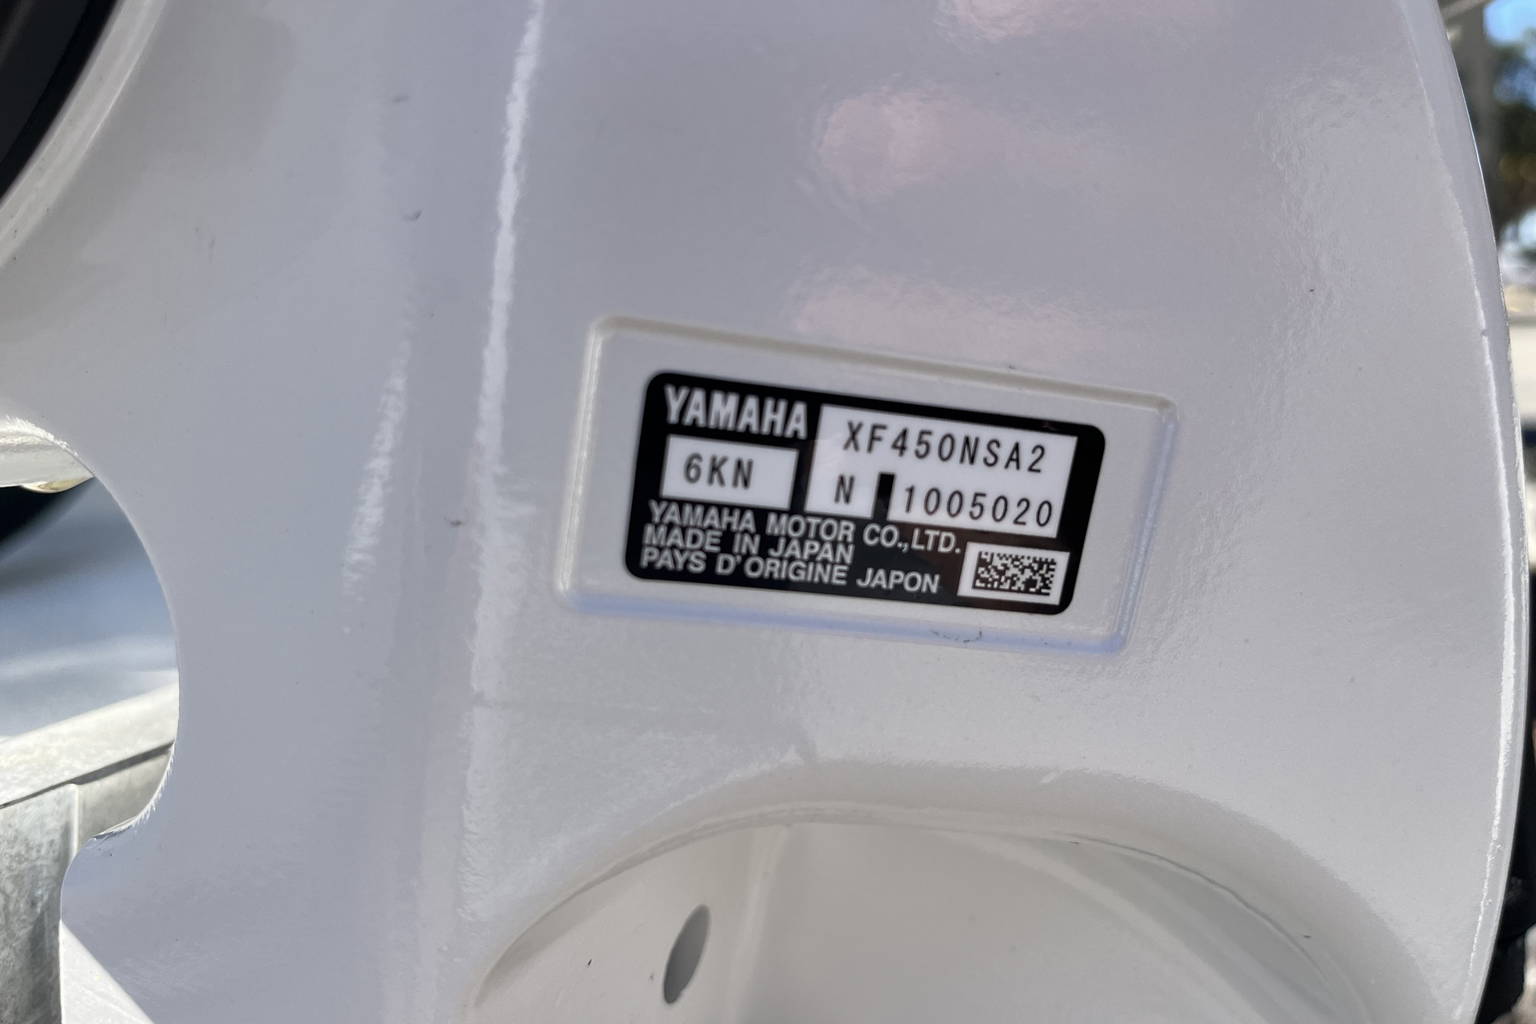 YAMAHA
XF450NSA2
6KN
N 1005020
YAMAHA MOTOR CO.,LTD.
MADE IN JAPAN
PAYS D'ORIGINE JAPON